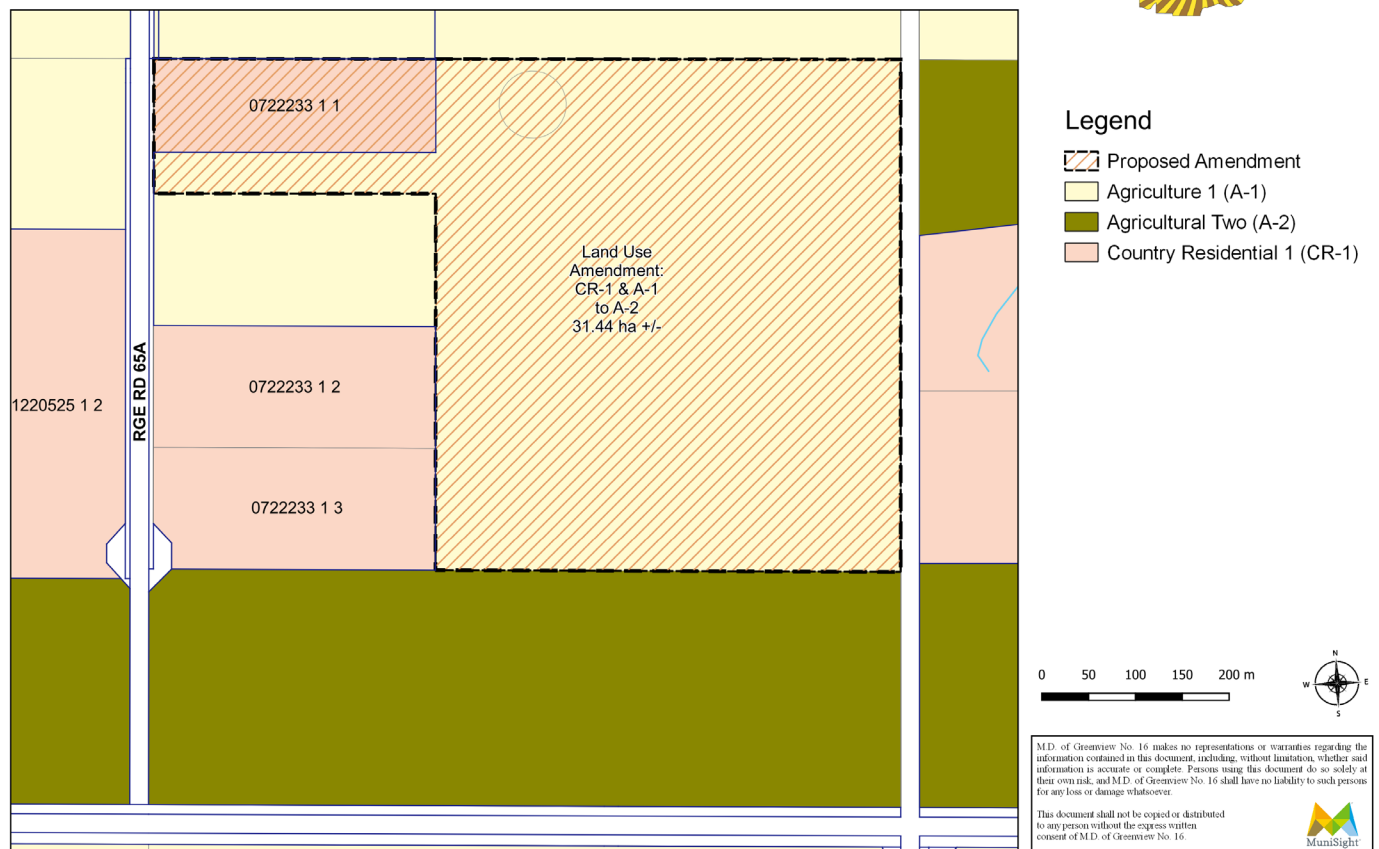 0722233 1 1
Land Use
Amendment:
CR-1 & A-1
to A-2
31.44 ha +/-
RGE RD 65A
0722233 1 2
1220525 1 2
0722233 1 3
Legend
Proposed Amendment
Agriculture 1 (A-1)
Agricultural Two (A-2)
Country Residential 1 (CR-1)
0 50 100 150 200 m
N
W E
S
M.D. of Greenview No. 16 makes no representations or warranties regarding the
information contained in this document, including, without limitation, whether said
information is accurate or complete. Persons using this document do so solely at
their own risk, and M.D. of Greenview No. 16 shall have no liability to such persons
for any loss or damage whatsoever.
This document shall not be copied or distributed
to any person without the express written
consent of M.D. of Greenview No. 16.
MuniSight